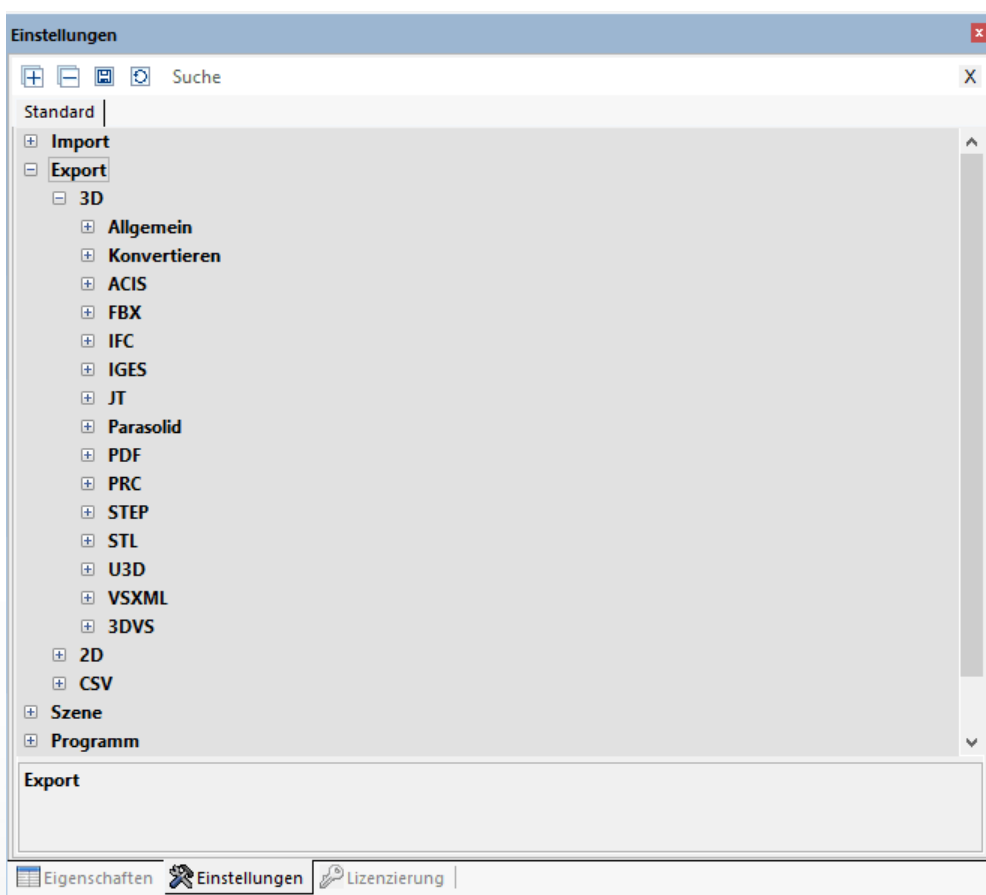 Einstellungen
Suche
X
Standard
Import
Export
3D
Allgemein
Konvertieren
ACIS
FBX
IFC
IGES
JT
Parasolid
PDF
PRC
STEP
STL
U3D
VSXML
3DVS
2D
CSV
Szene
Programm
Export
Eigenschaften Einstellungen Lizenzierung